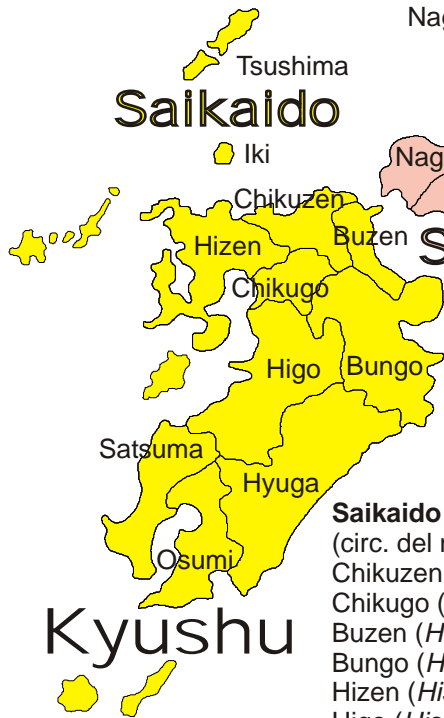 Tsushima
Saikaido
Iki
Chikuzen
Buzen
Hizen
Chikugo
Higo
Bungo
Satsuma
Hyuga
Osumi
Kyushu
Saikaido
(circ. del
Chikuzen
Chikugo (
Buzen (
Bungo (
Hizen (